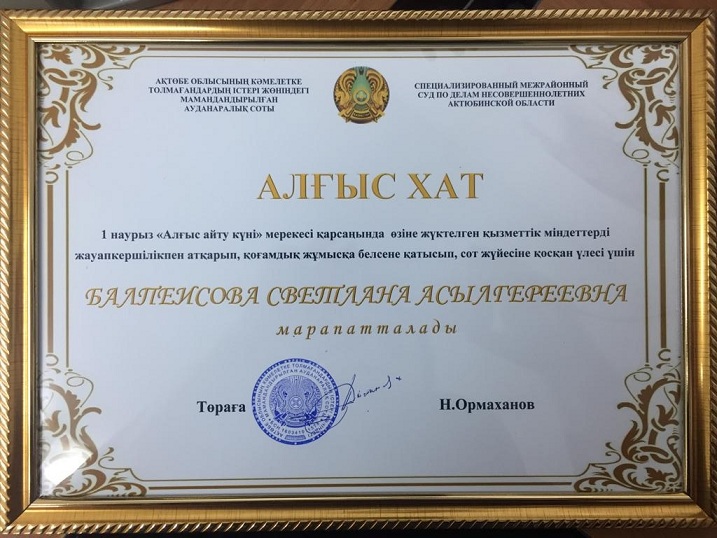 АҚТӨБЕ ОБЛЫСЫНЫҢ КӘМЕЛЕТКЕ
ТОЛМАҒАНДАРДЫҢ ІСТЕРІ ЖӨНІНДЕГІ
МАМАНДАНДЫРЫЛҒАН
АУДАНАРАЛЫҚ СОТЫ
СПЕЦИАЛИЗИРОВАННЫЙ МЕЖРАЙОННЫЙ
СУД ПО ДЕЛАМ НЕСОВЕРШЕННОЛЕТНИХ
АКТЮБИНСКОЙ ОБЛАСТИ
АЛҒЫС ХАТ
1 наурыз «Алғыс айту күні» мерекесі қарсаңында өзіне жүктелген қызметтік міндеттерді
жауапкершілікпен атқарып, қоғамдық жұмысқа белсене қатысып, сот жүйесіне қосқан үлесі үшін
БАЛПЕИСОВА СВЕТЛАНА АСЫЛГЕРЕЕВНА
марапатталады
Төраға
Н.Ормаханов